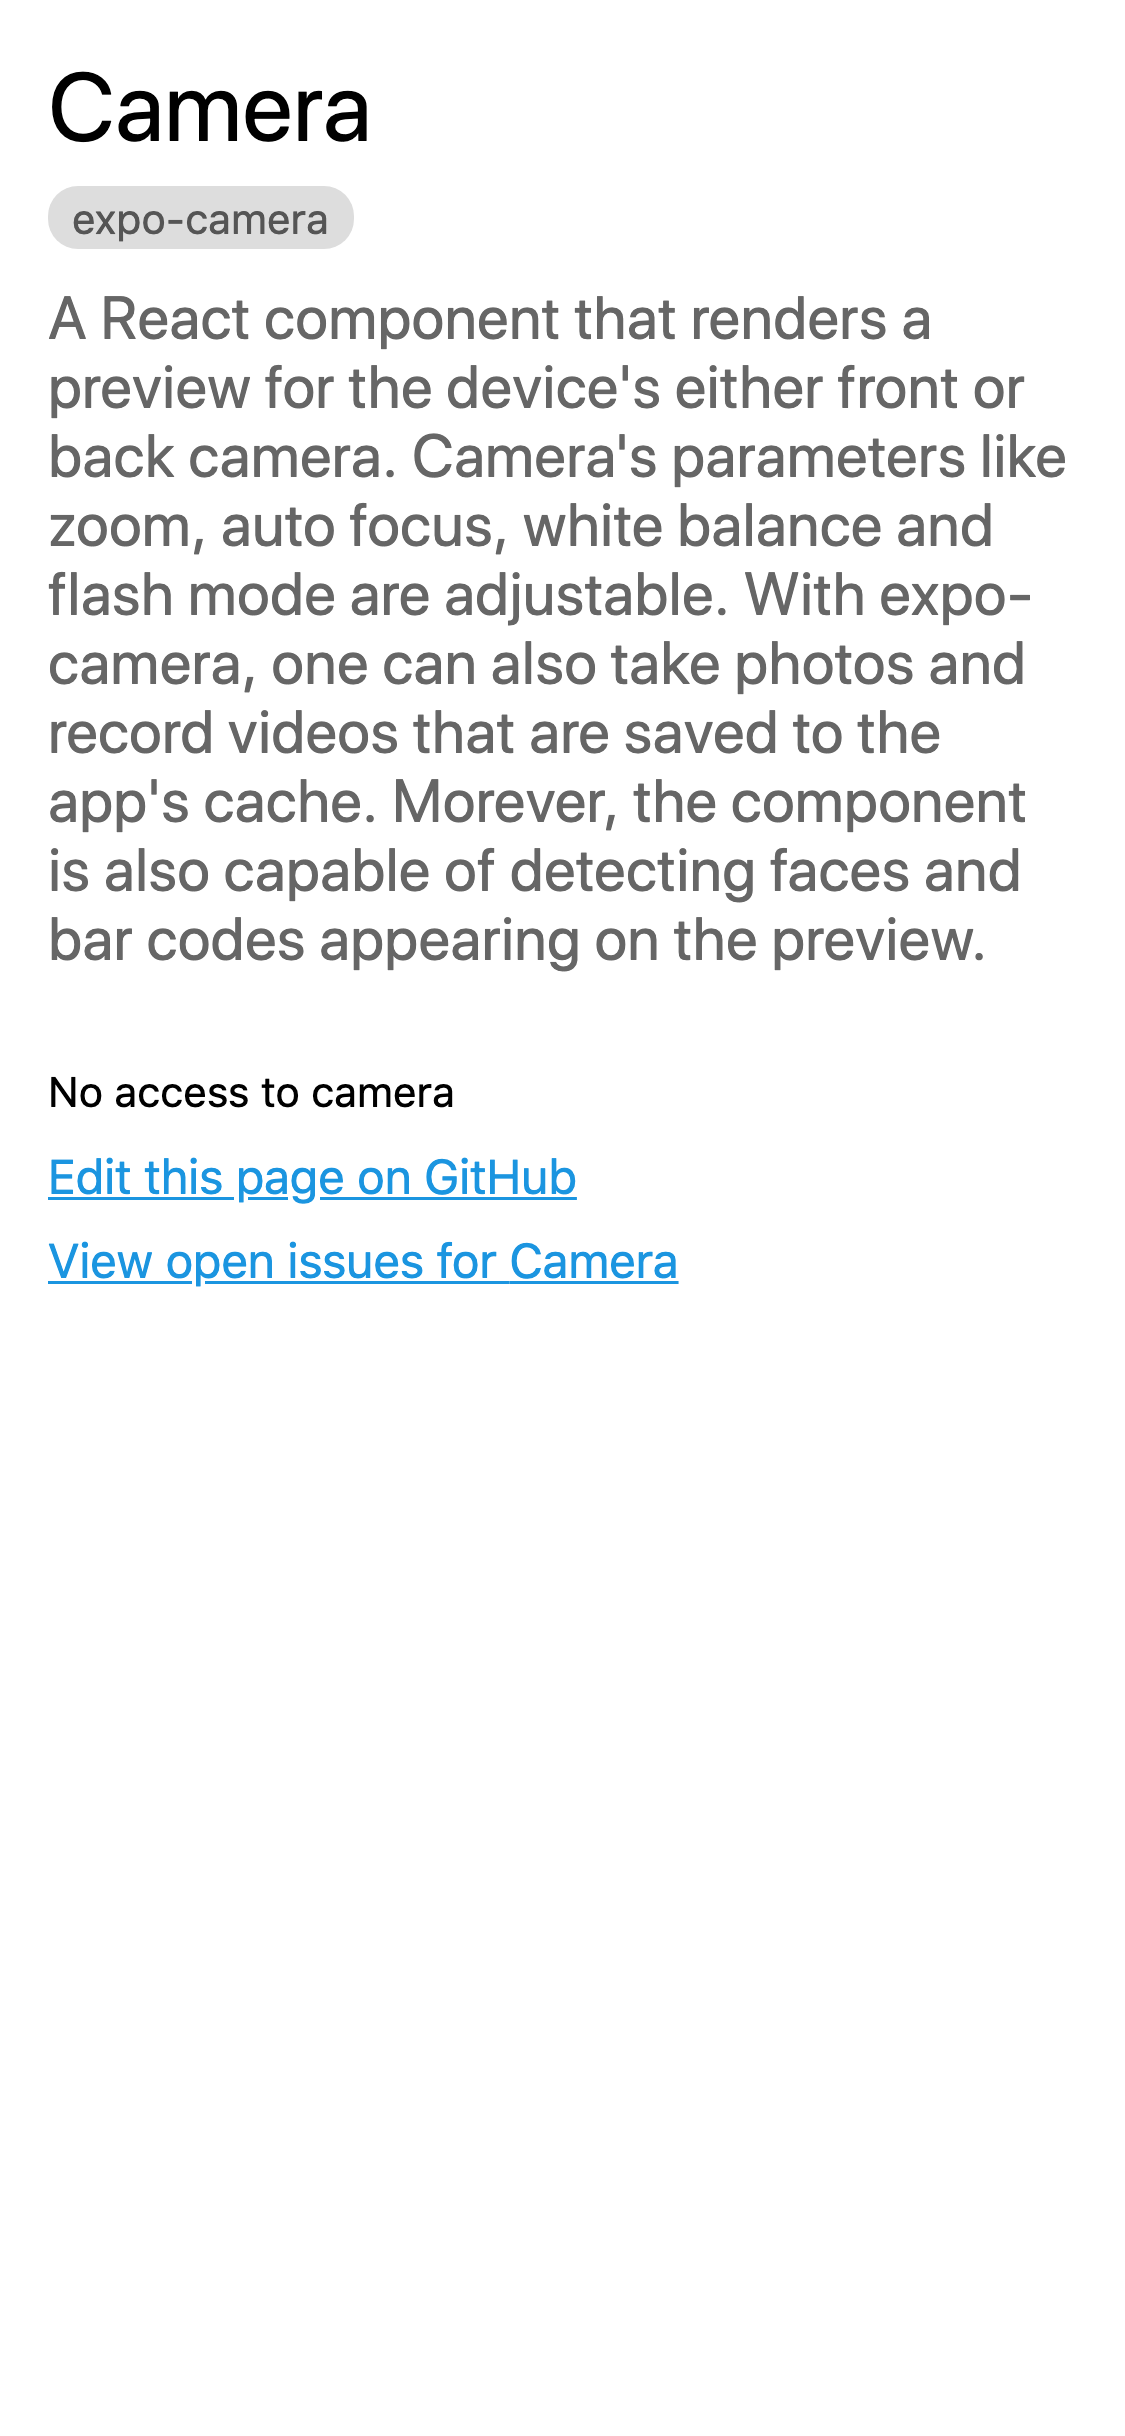 Camera
expo-camera
A React component that renders a
preview for the device's either front or
back camera. Camera's parameters like
zoom, auto focus, white balance and
flash mode are adjustable. With expo-
camera, one can also take photos and
record videos that are saved to the
app's cache. Morever, the component
is also capable of detecting faces and
bar codes appearing on the preview.
No access to camera
Edit this page on GitHub
View open issues for Camera